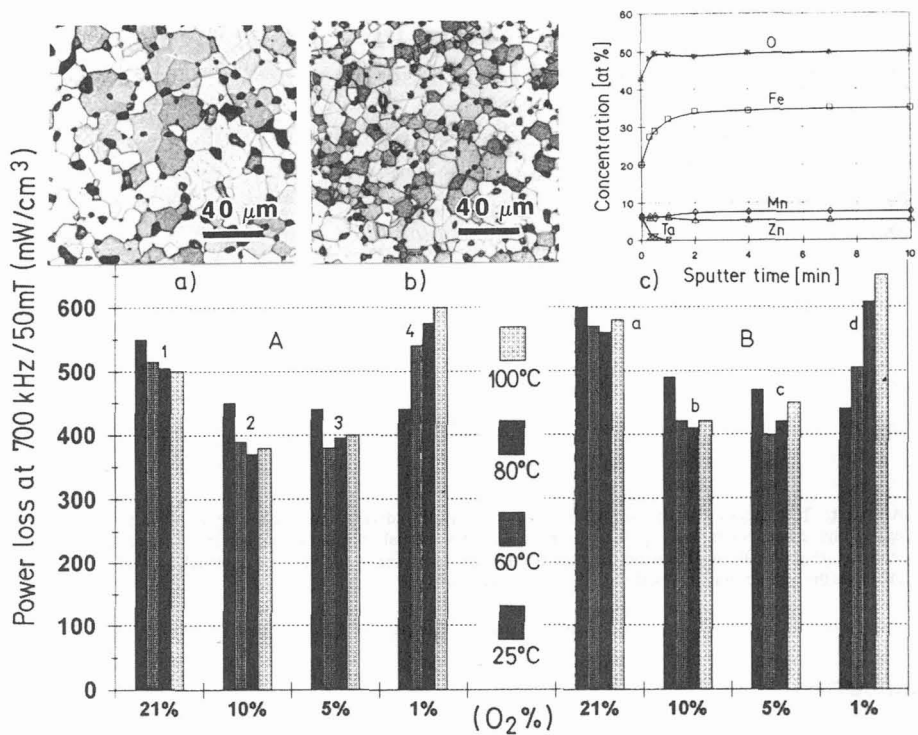 40 μm
a)
40 μm
b)
Concentration [at %]
60
50
40
30
20
10
0
O
Fe
Mn
Zn
Ta
0
2
4
6
8
10
Sputter time [min]
c)
Power loss at 700 kHz/50mT (mW/cm3)
600
500
400
300
200
100
0
A
1
2
3
4
21%
10%
5%
1%
100°C
80°C
60°C
25°C
(O2%)
B
a
b
c
d
21%
10%
5%
1%